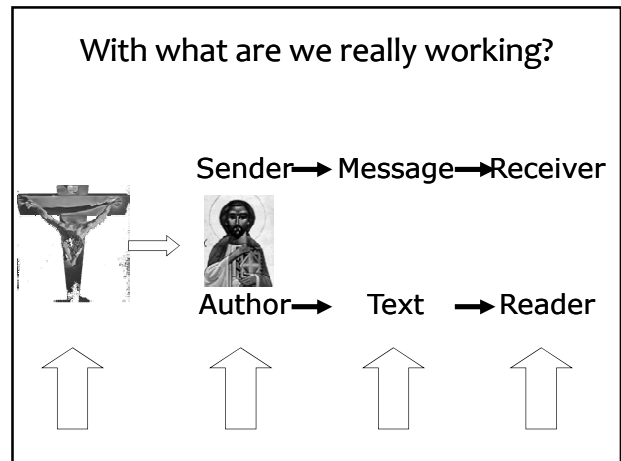 With what are we really working?
Sender Message Receiver
Author Text Reader